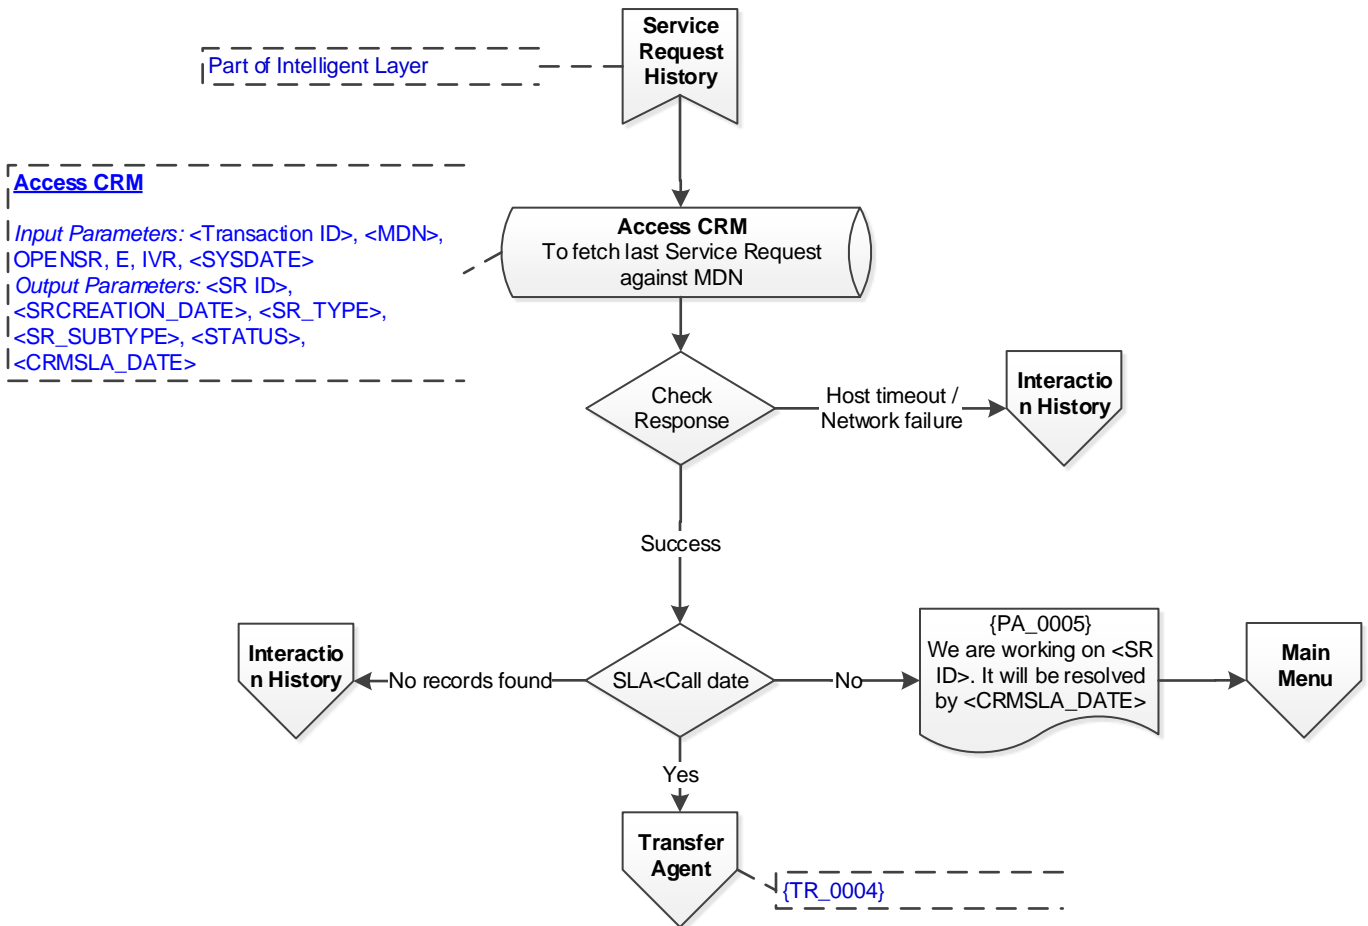 Service
Request
History
Part of Intelligent Layer
Access CRM
Input Parameters: <Transaction ID>, <MDN>,
OPENSR, E, IVR, <SYSDATE>
Output Parameters: <SR ID>,
<SRCREATION_DATE>, <SR_TYPE>,
<SR_SUBTYPE>, <STATUS>,
<CRMSLA_DATE>
Access CRM
To fetch last Service Request
against MDN
Check
Response
Host timeout /
Network failure
Interactio
n History
Success
Interactio
n History
No records found
SLA<Call date
No
{PA_0005}
We are working on <SR
ID>. It will be resolved
by <CRMSLA_DATE>
Main
Menu
Yes
Transfer
Agent
{TR_0004}